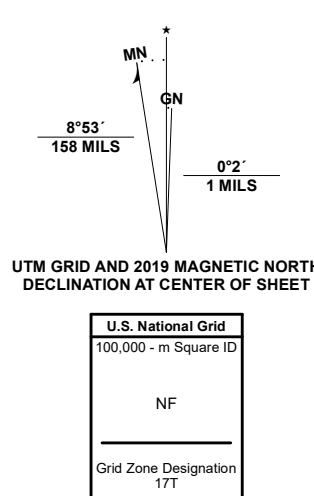 ★
MN
GN
8°53´
158 MILS
0°2´
1 MILS
UTM GRID AND 2019 MAGNETIC NORTH
DECLINATION AT CENTER OF SHEET
U.S. National Grid
100,000 - m Square ID
NF
Grid Zone Designation
17T